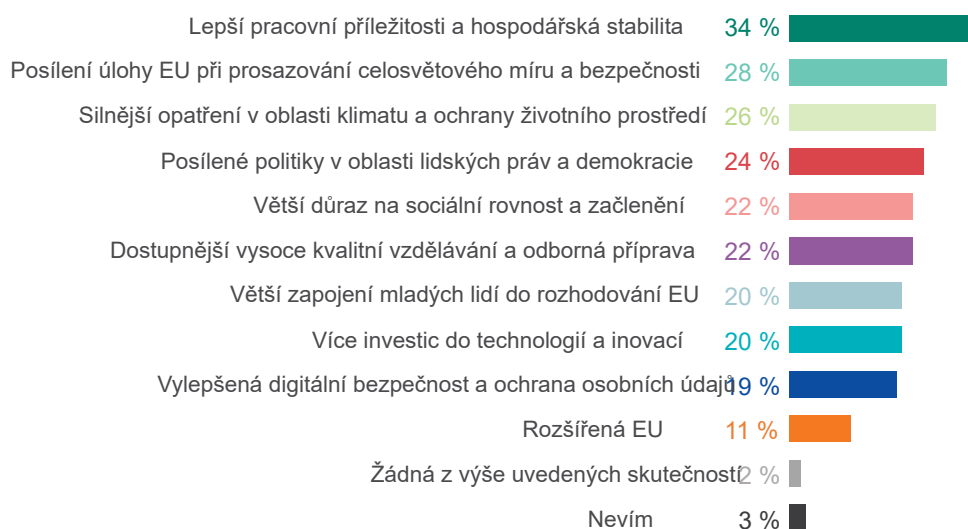 Lepší pracovní příležitosti a hospodářská stabilita 34 %
Posílení úlohy EU při prosazování celosvětového míru a bezpečnosti 28 %
Silnější opatření v oblasti klimatu a ochrany životního prostředí 26 %
Posílené politiky v oblasti lidských práv a demokracie 24 %
Větší důraz na sociální rovnost a začlenění 22 %
Dostupnější vysoce kvalitní vzdělávání a odborná příprava 22 %
Větší zapojení mladých lidí do rozhodování EU 20 %
Více investic do technologií a inovací 20 %
Vylepšená digitální bezpečnost a ochrana osobních údajů 19 %
Rozšířená EU 11 %
Žádná z výše uvedených skutečností 2 %
Nevím 3 %